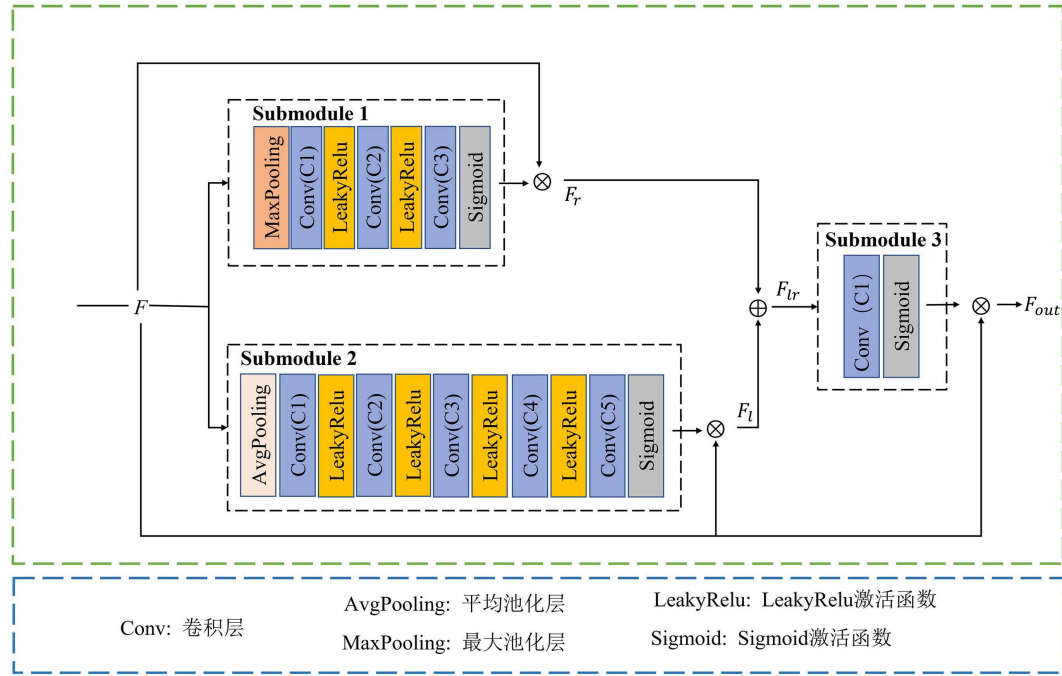 Submodule 1
MaxPooling
Conv(C1)
LeakyRelu
Conv(C2)
LeakyRelu
Conv(C3)
Sigmoid
⊗
F_r
F
Submodule 2
AvgPooling
Conv(C1)
LeakyRelu
Conv(C2)
LeakyRelu
Conv(C3)
LeakyRelu
Conv(C4)
LeakyRelu
Conv(C5)
Sigmoid
⊗
F_l
⊕
F_lr
Submodule 3
Conv（C1）
Sigmoid
⊗
F_out
Conv: 卷积层
AvgPooling: 平均池化层
MaxPooling: 最大池化层
LeakyRelu: LeakyRelu激活函数
Sigmoid: Sigmoid激活函数